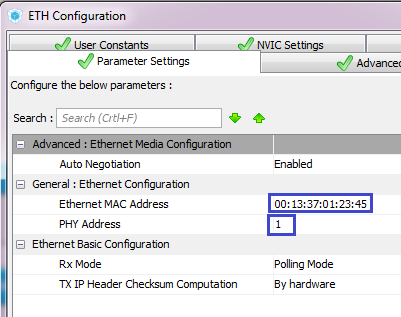 ETH Configuration
User Constants
NVIC Settings
Parameter Settings
Advanced
Configure the below parameters :
Search : Search (Crtl+F)
Advanced : Ethernet Media Configuration
Auto Negotiation Enabled
General : Ethernet Configuration
Ethernet MAC Address 00:13:37:01:23:45
PHY Address 1
Ethernet Basic Configuration
Rx Mode Polling Mode
TX IP Header Checksum Computation By hardware